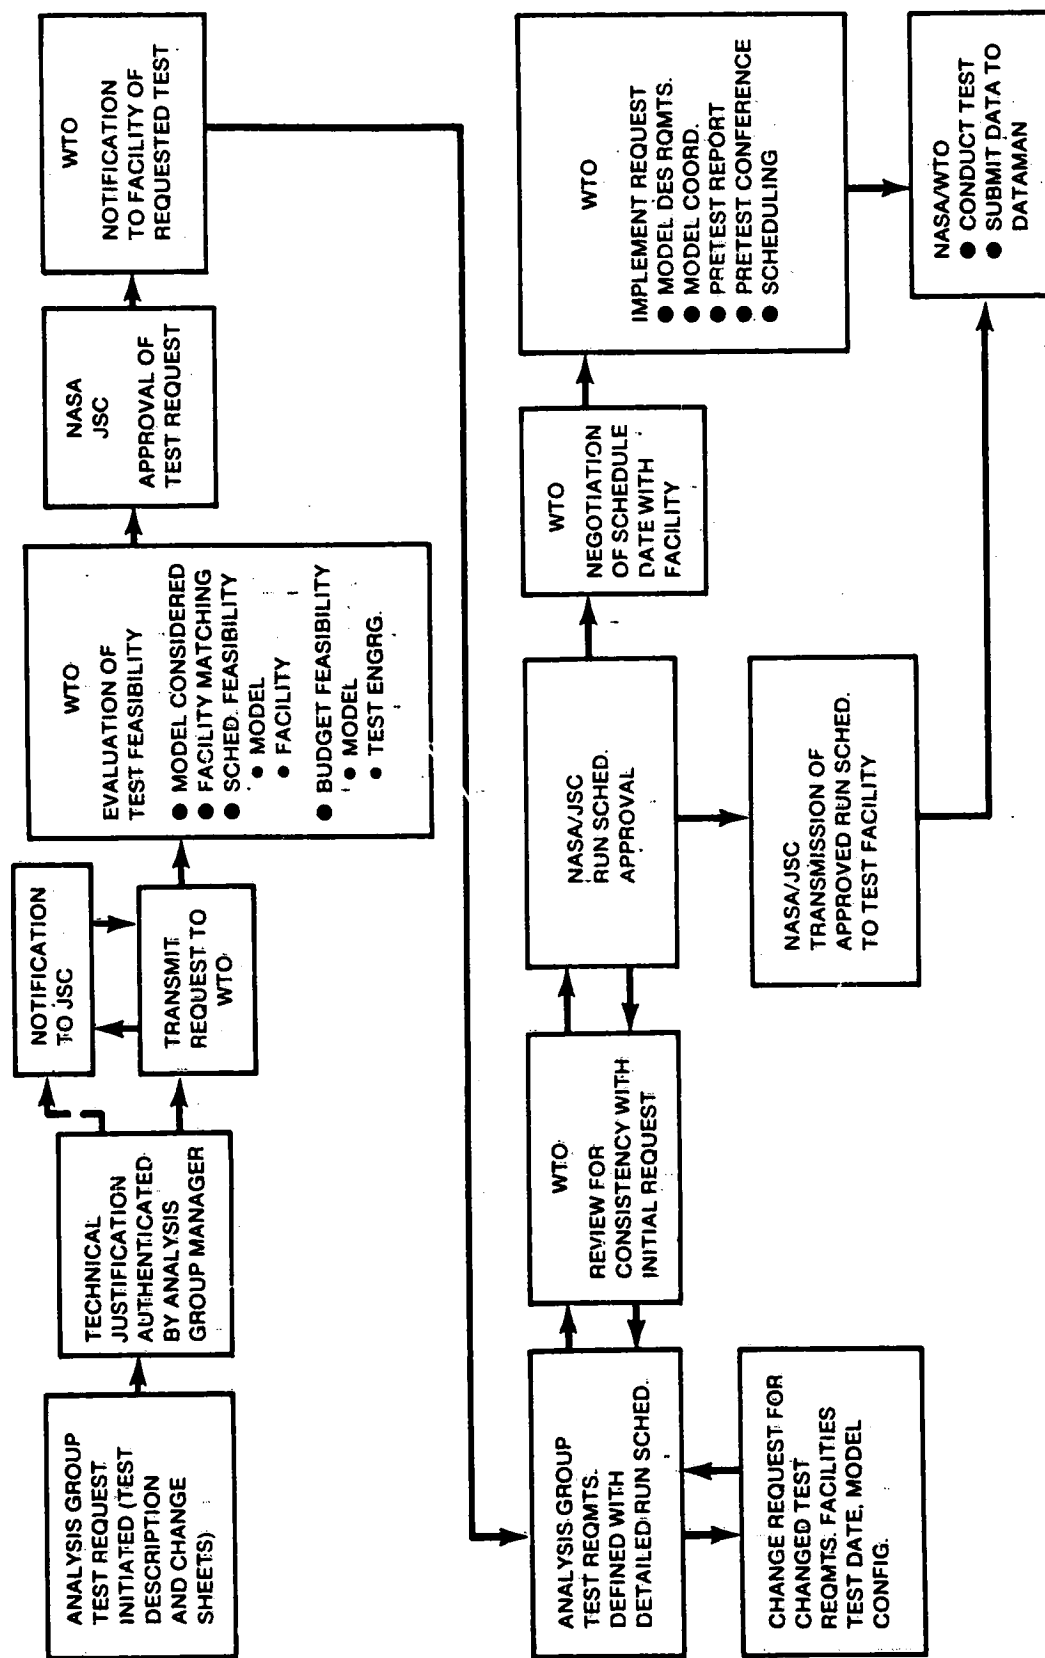 ANALYSIS GROUP
TEST REQUEST
INITIATED (TEST
DESCRIPTION
AND CHANGE
SHEETS)
TECHNICAL
JUSTIFICATION
AUTHENTICATED
BY ANALYSIS
GROUP MANAGER
NOTIFICATION
TO JSC
TRANSMIT
REQUEST TO
WTO
WTO
EVALUATION OF
TEST FEASIBILITY
● MODEL CONSIDERED
● FACILITY MATCHING
● SCHED. FEASIBILITY
● MODEL
● FACILITY
● BUDGET FEASIBILITY
● MODEL
● TEST ENGRG.
NASA
JSC
APPROVAL OF
TEST REQUEST
WTO
NOTIFICATION
TO FACILITY OF
REQUESTED TEST
ANALYSIS GROUP
TEST REQMTS.
DEFINED WITH
DETAILED RUN SCHED.
CHANGE REQUEST FOR
CHANGED TEST
REQMTS. FACILITIES
TEST DATE, MODEL
CONFIG.
WTO
REVIEW FOR
CONSISTENCY WITH
INITIAL REQUEST
NASA/JSC
RUN SCHED.
APPROVAL
NASA/JSC
TRANSMISSION OF
APPROVED RUN SCHED.
TO TEST FACILITY
WTO
NEGOTIATION
OF SCHEDULE
DATE WITH
FACILITY
WTO
IMPLEMENT REQUEST
● MODEL DES RQMTS.
● MODEL COORD.
● PRETEST REPORT
● PRETEST CONFERENCE
● SCHEDULING
NASA/WTO
● CONDUCT TEST
● SUBMIT DATA TO
DATAMAN